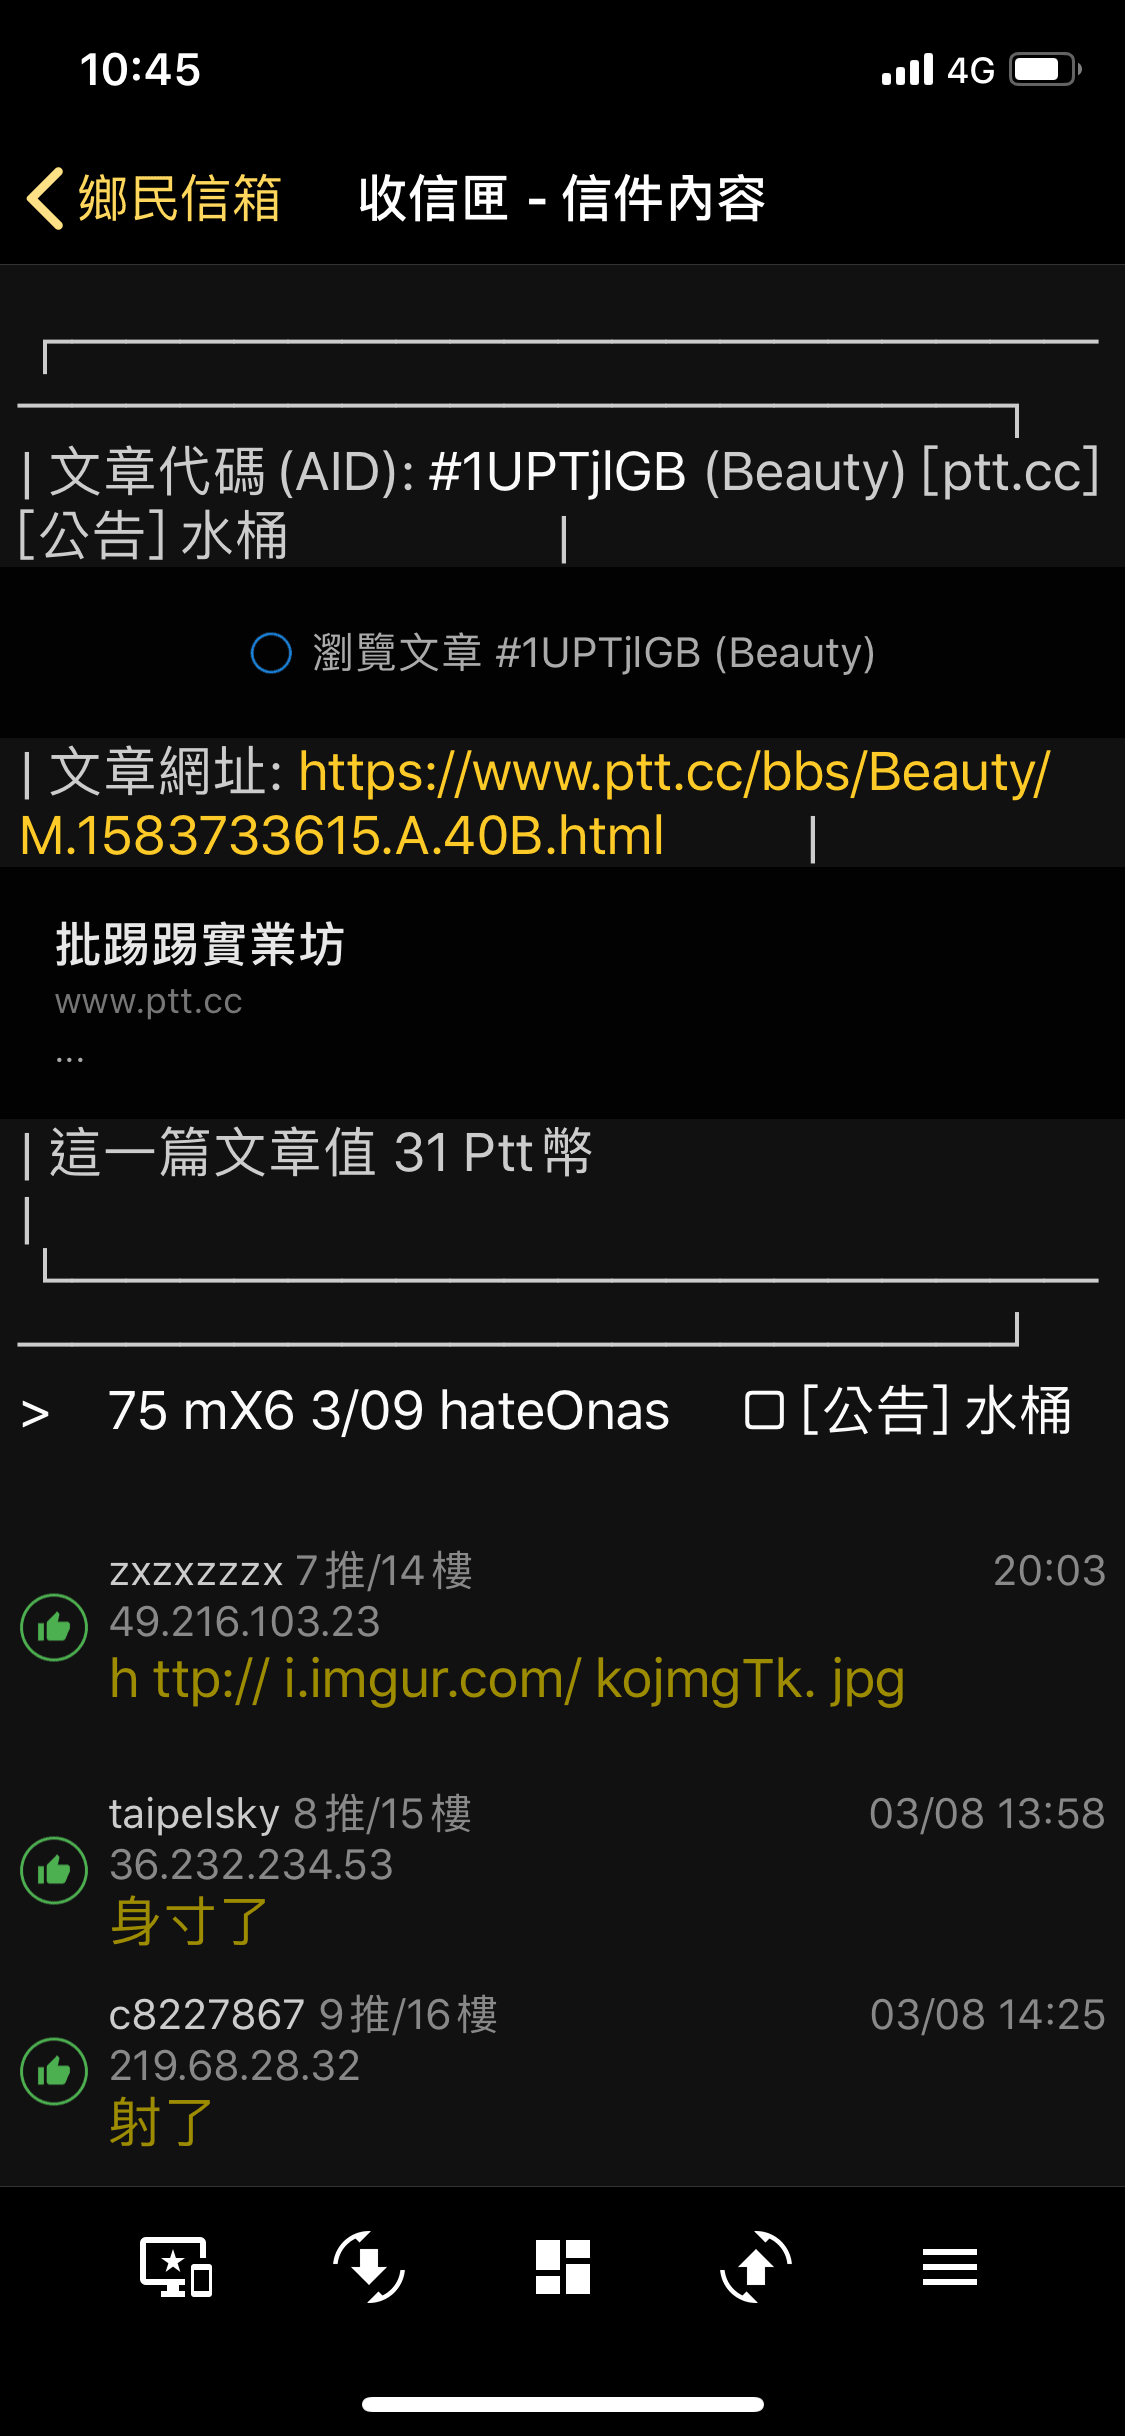 10:45
4G
鄉民信箱
收信匣 - 信件內容
┌───────────────────
──────────────────┐
| 文章代碼(AID): #1UPTjlGB (Beauty) [ptt.cc]
[公告] 水桶 |
瀏覽文章 #1UPTjlGB (Beauty)
| 文章網址: https://www.ptt.cc/bbs/Beauty/
M.1583733615.A.40B.html |
批踢踢實業坊
www.ptt.cc
...
| 這一篇文章值 31 Ptt幣
|
└───────────────────
──────────────────┘
> 75 mX6 3/09 hateOnas □ [公告] 水桶
zxzxzzzx 7推/14樓 20:03
49.216.103.23
h ttp:// i.imgur.com/ kojmgTk. jpg
taipelsky 8推/15樓 03/08 13:58
36.232.234.53
身寸了
c8227867 9推/16樓 03/08 14:25
219.68.28.32
射了